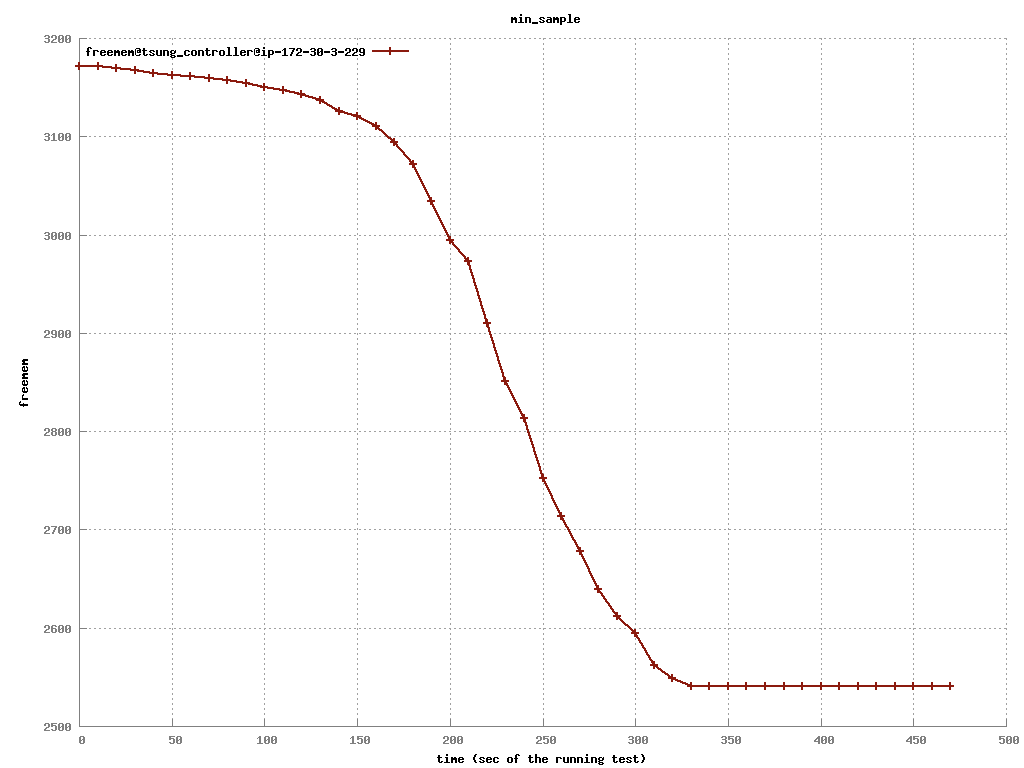 min_sample
3200
freemem@tsung_controller@ip-172-30-3-229
3100
3000
2900
freemem
2800
2700
2600
2500
0 50 100 150 200 250 300 350 400 450 500
time (sec of the running test)